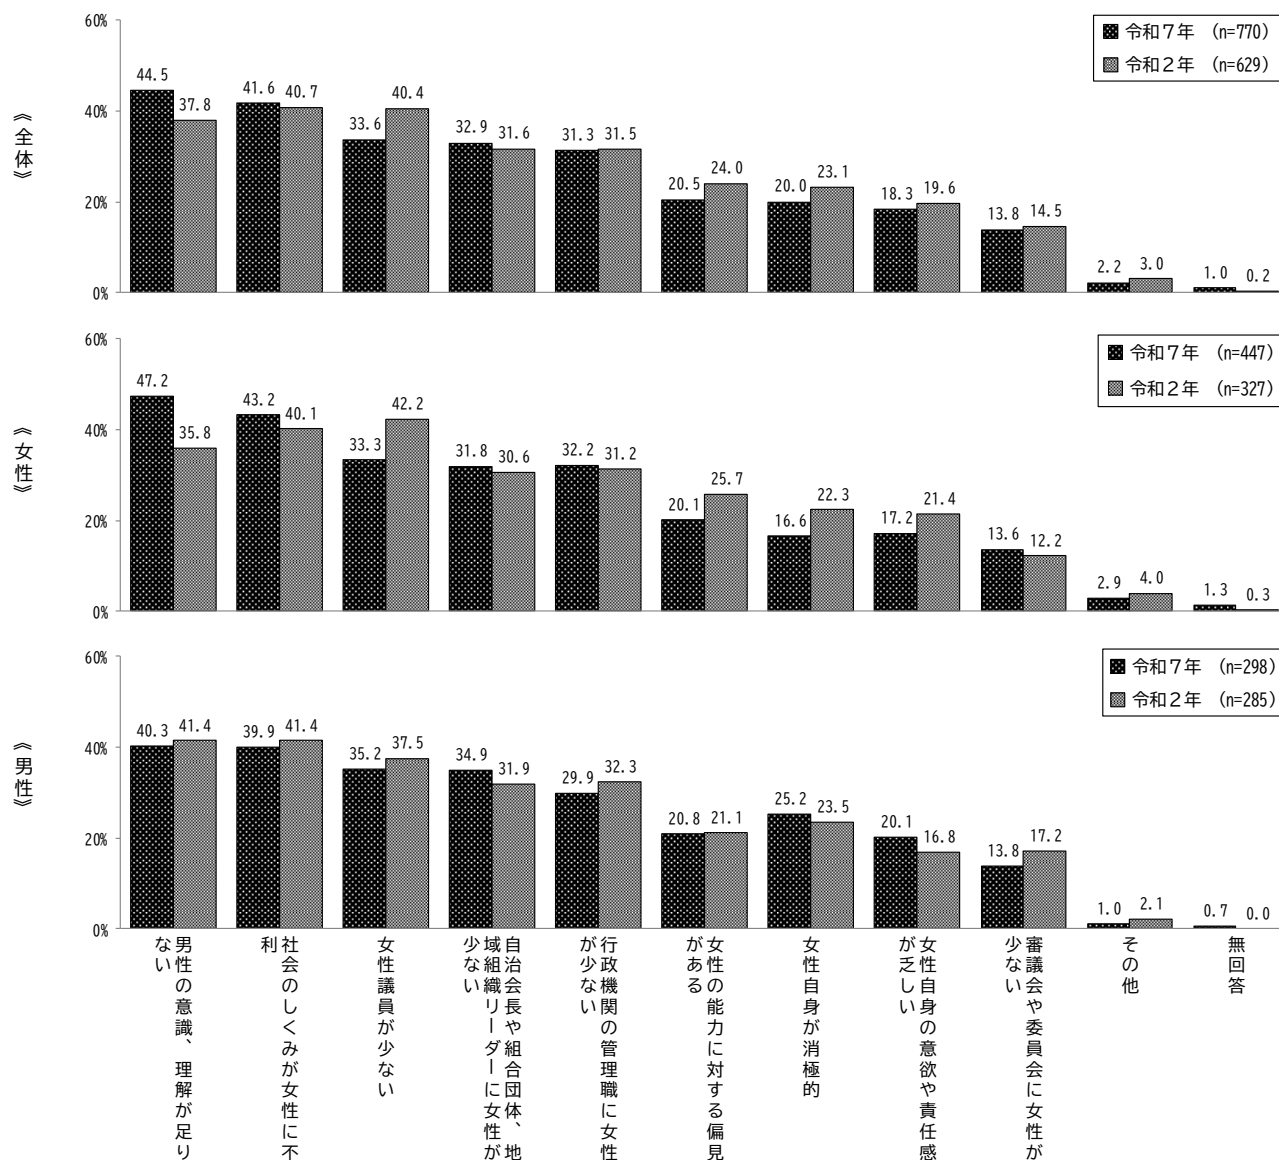 《全体》
60%
40%
20%
0%
令和７年 (n=770)
令和２年 (n=629)
44.5 37.8 41.6 40.7 33.6 40.4 32.9 31.6 31.3 31.5 20.5 24.0 20.0 23.1 18.3 19.6 13.8 14.5 2.2 3.0 1.0 0.2
《女性》
60%
40%
20%
0%
令和７年 (n=447)
令和２年 (n=327)
47.2 35.8 43.2 40.1 33.3 42.2 31.8 30.6 32.2 31.2 20.1 25.7 16.6 22.3 17.2 21.4 13.6 12.2 2.9 4.0 1.3 0.3
《男性》
60%
40%
20%
0%
令和７年 (n=298)
令和２年 (n=285)
40.3 41.4 39.9 41.4 35.2 37.5 34.9 31.9 29.9 32.3 20.8 21.1 25.2 23.5 20.1 16.8 13.8 17.2 1.0 2.1 0.7 0.0
男性の意識、理解が足り
ない
社会のしくみが女性に不
利
女性議員が少ない
自治会長や組合団体、地
域組織リーダーに女性が
少ない
行政機関の管理職に女性
が少ない
女性の能力に対する偏見
がある
女性自身が消極的
女性自身の意欲や責任感
が乏しい
審議会や委員会に女性が
少ない
その他
無回答